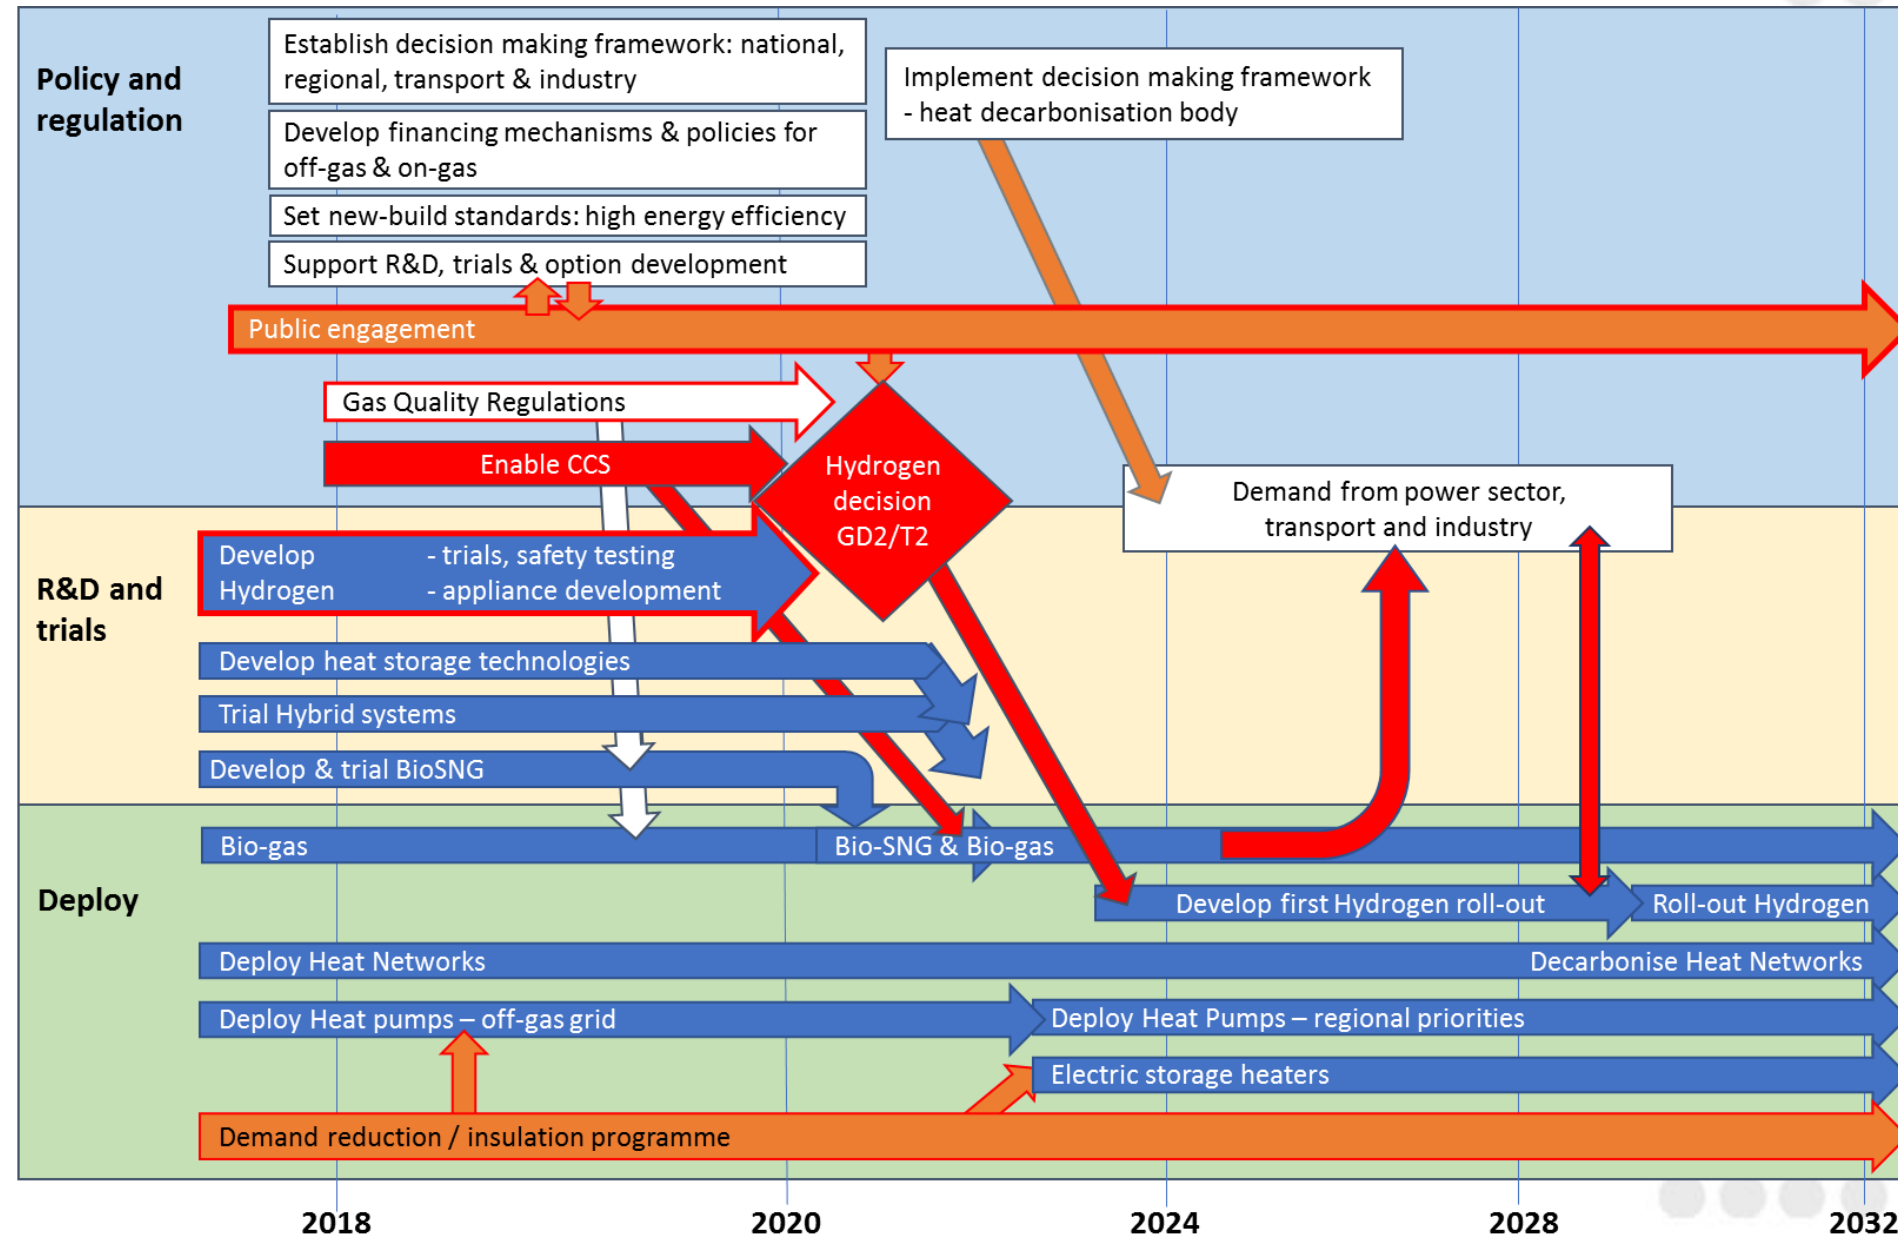 Policy and
regulation
Establish decision making framework: national,
regional, transport & industry
Develop financing mechanisms & policies for
off-gas & on-gas
Set new-build standards: high energy efficiency
Support R&D, trials & option development
Implement decision making framework
- heat decarbonisation body
Public engagement
Gas Quality Regulations
Enable CCS
Hydrogen
decision
GD2/T2
Demand from power sector,
transport and industry
R&D and
trials
Develop - trials, safety testing
Hydrogen - appliance development
Develop heat storage technologies
Trial Hybrid systems
Develop & trial BioSNG
Deploy
Bio-gas
Bio-SNG & Bio-gas
Develop first Hydrogen roll-out
Roll-out Hydrogen
Deploy Heat Networks
Decarbonise Heat Networks
Deploy Heat pumps – off-gas grid
Deploy Heat Pumps – regional priorities
Electric storage heaters
Demand reduction / insulation programme
2018
2020
2024
2028
2032